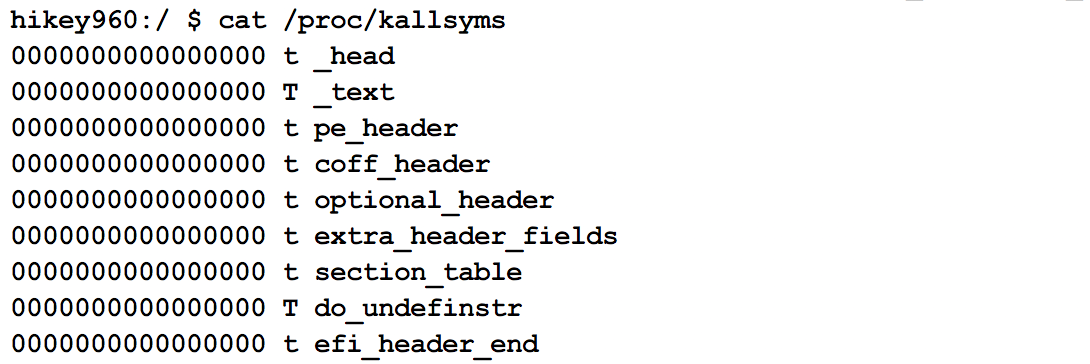 hikey960:/ $ cat /proc/kallsyms
0000000000000000 t _head
0000000000000000 T _text
0000000000000000 t pe_header
0000000000000000 t coff_header
0000000000000000 t optional_header
0000000000000000 t extra_header_fields
0000000000000000 t section_table
0000000000000000 T do_undefinstr
0000000000000000 t efi_header_end